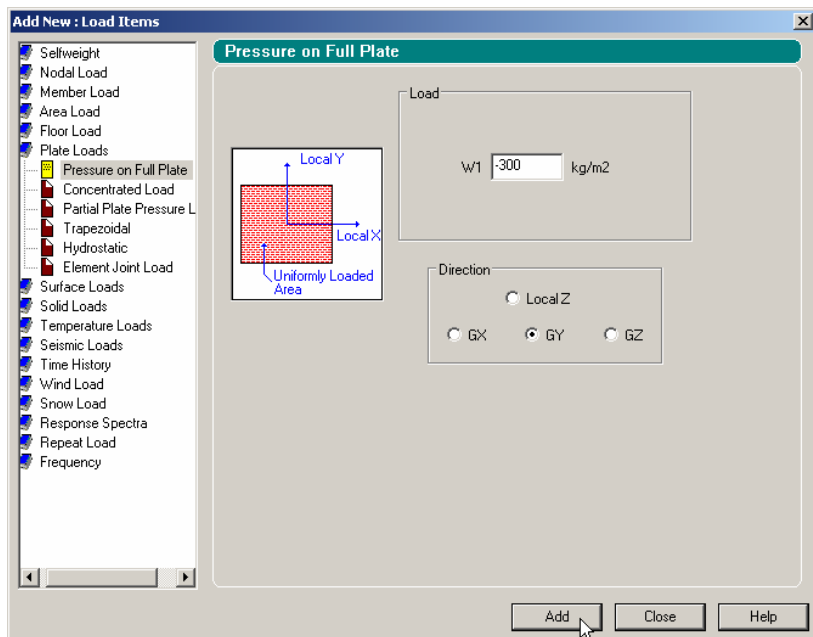 Add New : Load Items
Selfweight
Nodal Load
Member Load
Area Load
Floor Load
Plate Loads
Pressure on Full Plate
Concentrated Load
Partial Plate Pressure L
Trapezoidal
Hydrostatic
Element Joint Load
Surface Loads
Solid Loads
Temperature Loads
Seismic Loads
Time History
Wind Load
Snow Load
Response Spectra
Repeat Load
Frequency
Pressure on Full Plate
Local Y
Local X
Uniformly Loaded
Area
Load
W1 -300 kg/m2
Direction
Local Z
GX GY GZ
Add Close Help